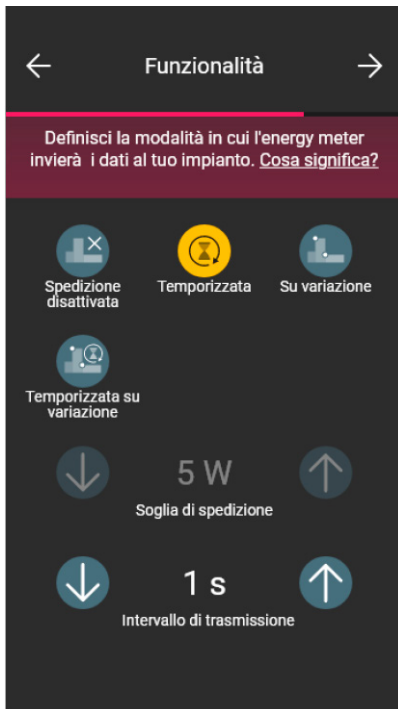 Funzionalità
Definisci la modalità in cui l'energy meter
invierà i dati al tuo impianto. Cosa significa?
Spedizione
disattivata
Temporizzata
Su variazione
Temporizzata su
variazione
5 W
Soglia di spedizione
1 s
Intervallo di trasmissione